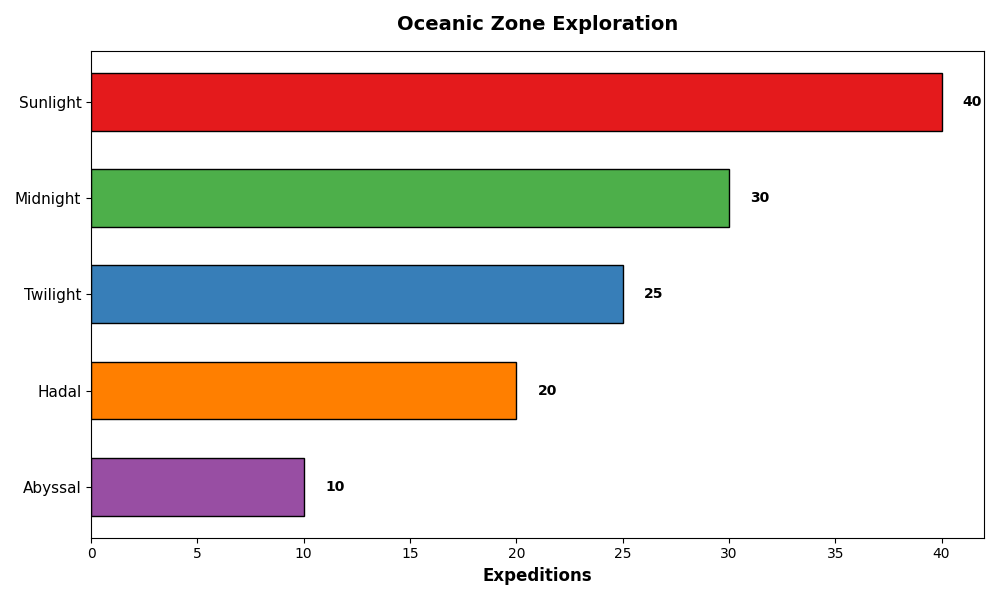 Oceanic Zone Exploration
Sunlight 40
Midnight 30
Twilight 25
Hadal 20
Abyssal 10
0 5 10 15 20 25 30 35 40
Expeditions